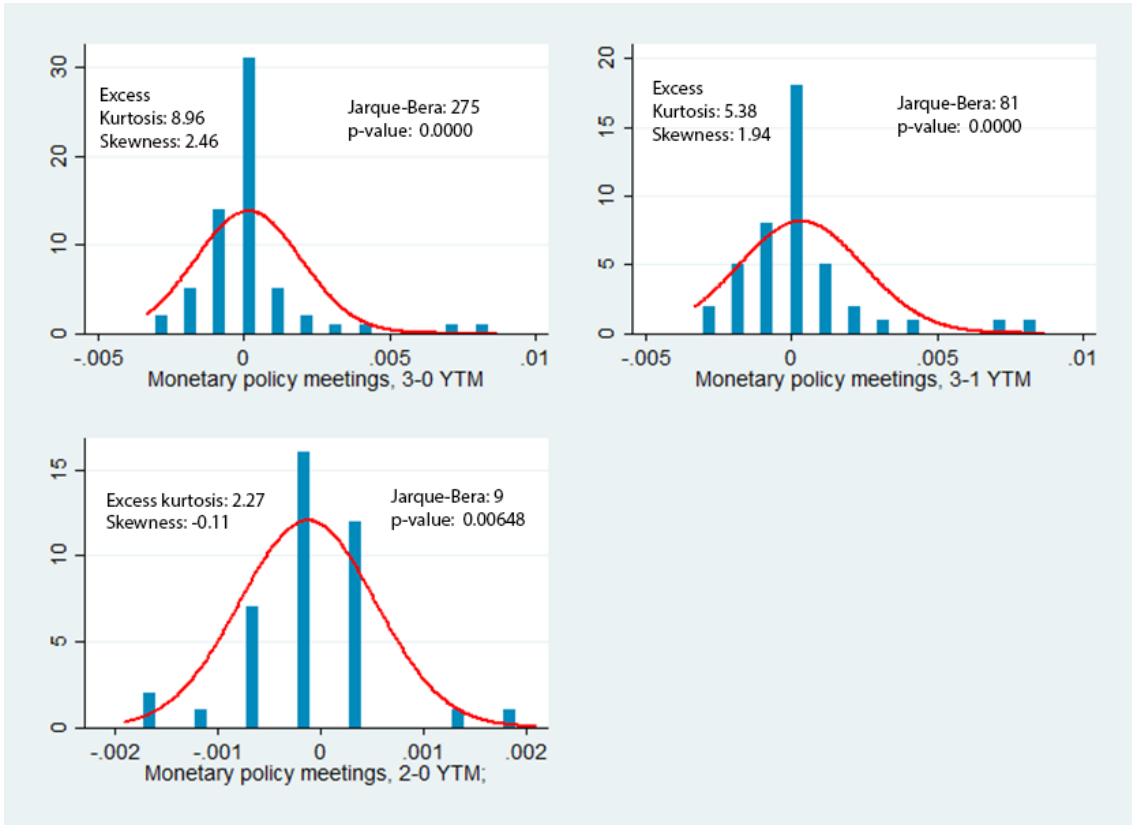 30
20
10
0
Excess
Kurtosis: 8.96
Skewness: 2.46
Jarque-Bera: 275
p-value: 0.0000
-.005 0 .005 .01
Monetary policy meetings, 3-0 YTM
20
15
10
5
0
Excess
Kurtosis: 5.38
Skewness: 1.94
Jarque-Bera: 81
p-value: 0.0000
-.005 0 .005 .01
Monetary policy meetings, 3-1 YTM
15
10
5
0
Excess kurtosis: 2.27
Skewness: -0.11
Jarque-Bera: 9
p-value: 0.00648
-.002 -.001 0 .001 .002
Monetary policy meetings, 2-0 YTM;